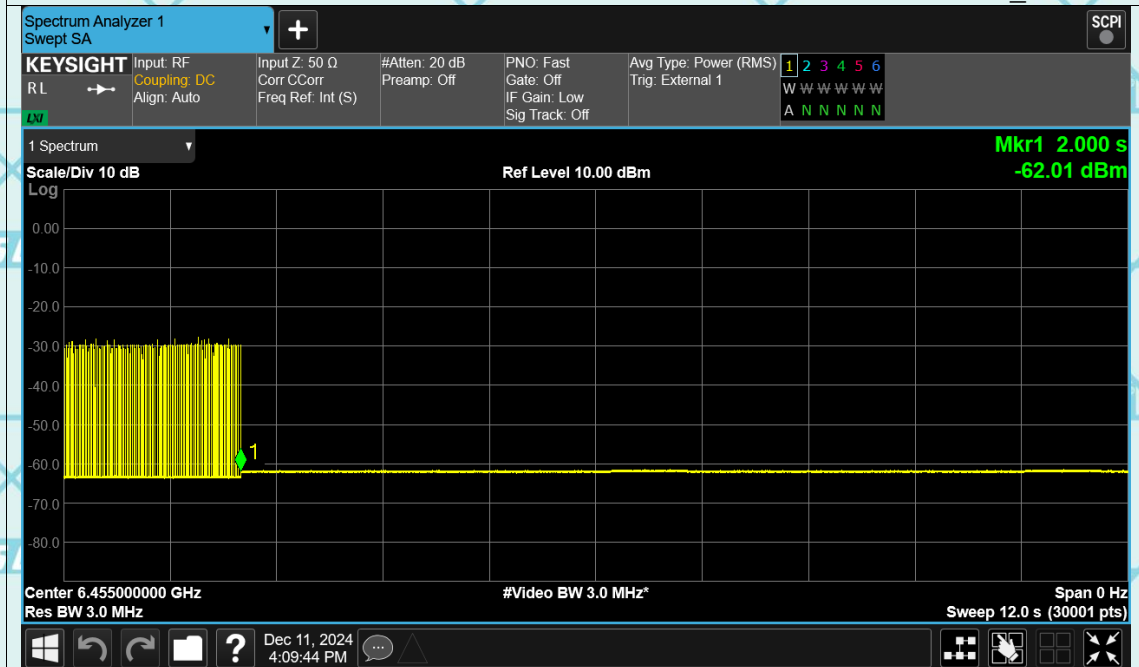 Spectrum Analyzer 1
Swept SA
+
SCPI
KEYSIGHT
RL
LXI
Input: RF
Coupling: DC
Align: Auto
Input Z: 50 Ω
Corr CCorr
Freq Ref: Int (S)
#Atten: 20 dB
Preamp: Off
PNO: Fast
Gate: Off
IF Gain: Low
Sig Track: Off
Avg Type: Power (RMS)
Trig: External 1
1 2 3 4 5 6
W W W W W W
A N N N N N
1 Spectrum
Mkr1 2.000 s
-62.01 dBm
Scale/Div 10 dB
Ref Level 10.00 dBm
Log
0.00
-10.0
-20.0
-30.0
-40.0
-50.0
1
-60.0
-70.0
-80.0
Center 6.455000000 GHz
#Video BW 3.0 MHz*
Span 0 Hz
Res BW 3.0 MHz
Sweep 12.0 s (30001 pts)
?
Dec 11, 2024
4:09:44 PM